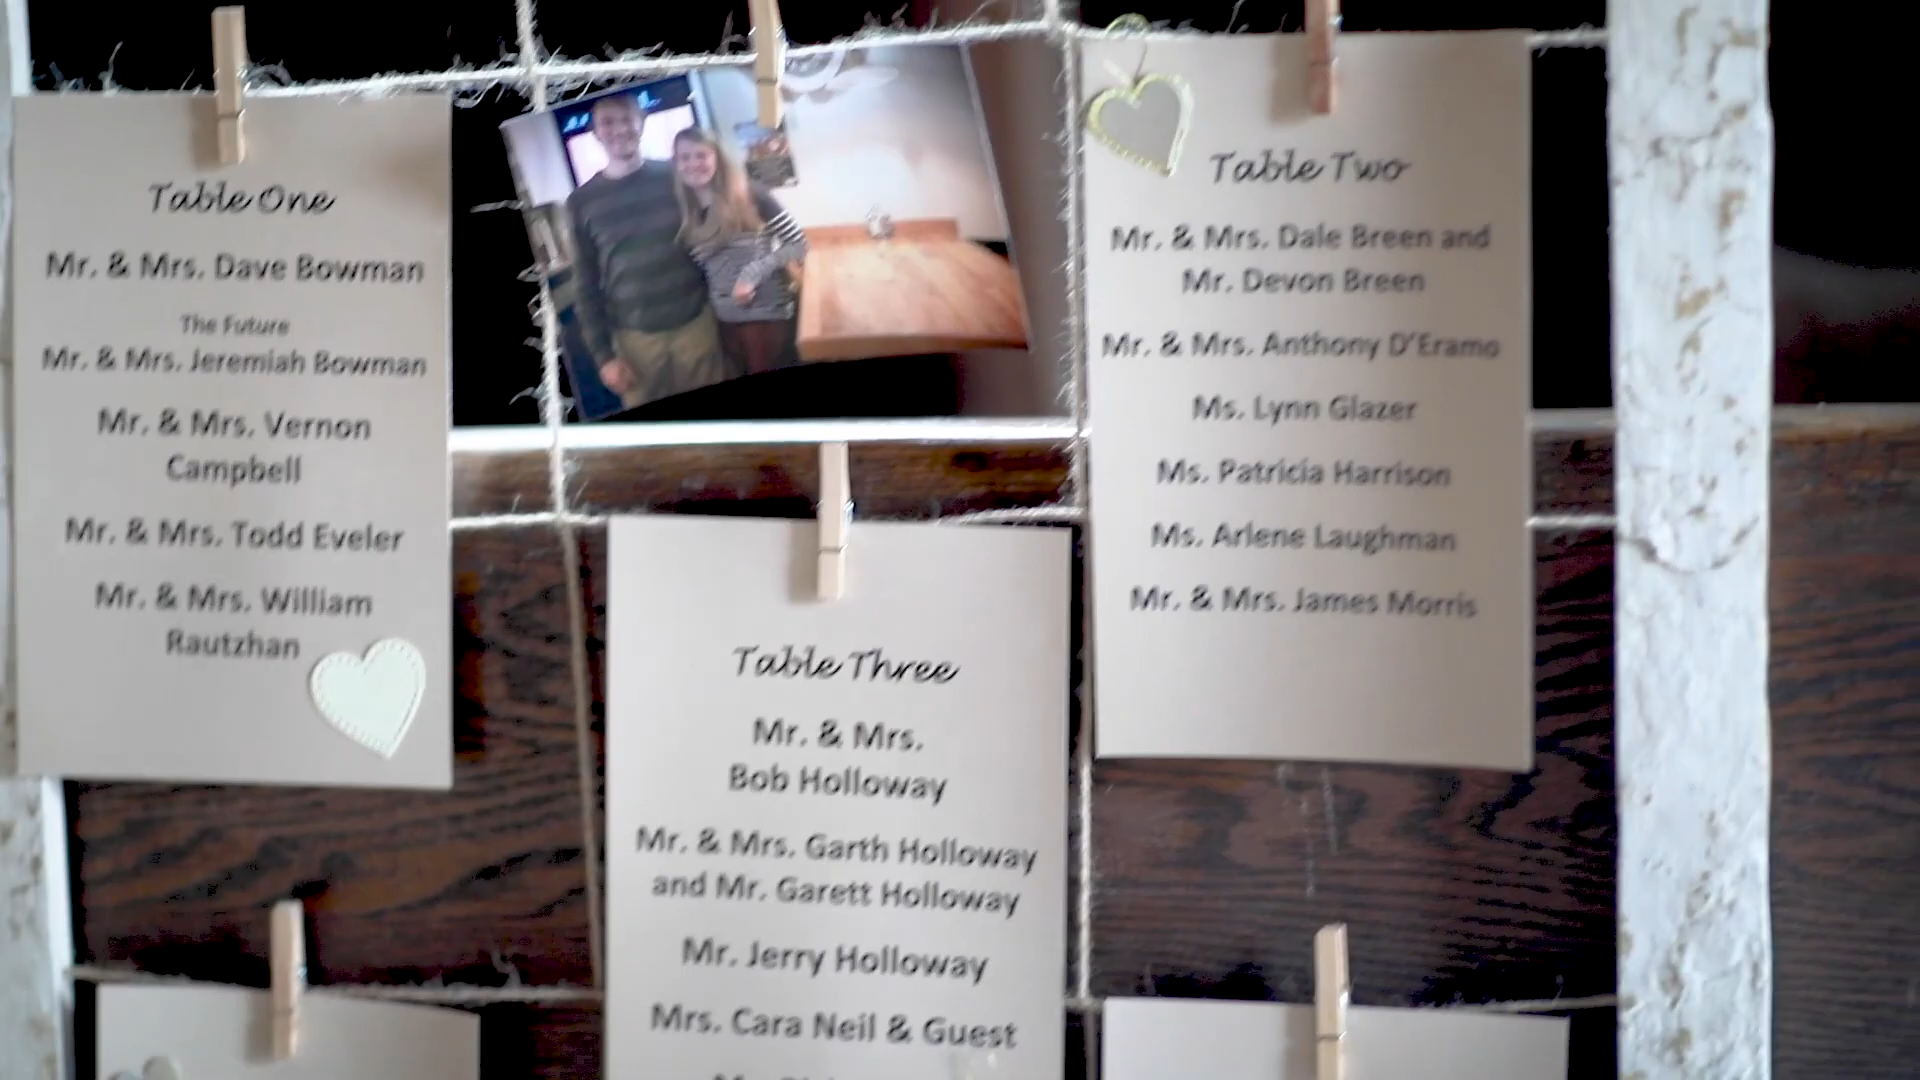 Table One
Mr. & Mrs. Dave Bowman
The Future
Mr. & Mrs. Jeremiah Bowman
Mr. & Mrs. Vernon
Campbell
Mr. & Mrs. Todd Eveler
Mr. & Mrs. William
Rautzhan
Table Two
Mr. & Mrs. Dale Breen and
Mr. Devon Breen
Mr. & Mrs. Anthony D'Eramo
Ms. Lynn Glazer
Ms. Patricia Harrison
Ms. Arlene Laughman
Mr. & Mrs. James Morris
Table Three
Mr. & Mrs.
Bob Holloway
Mr. & Mrs. Garth Holloway
and Mr. Garett Holloway
Mr. Jerry Holloway
Mrs. Cara Neil & Guest